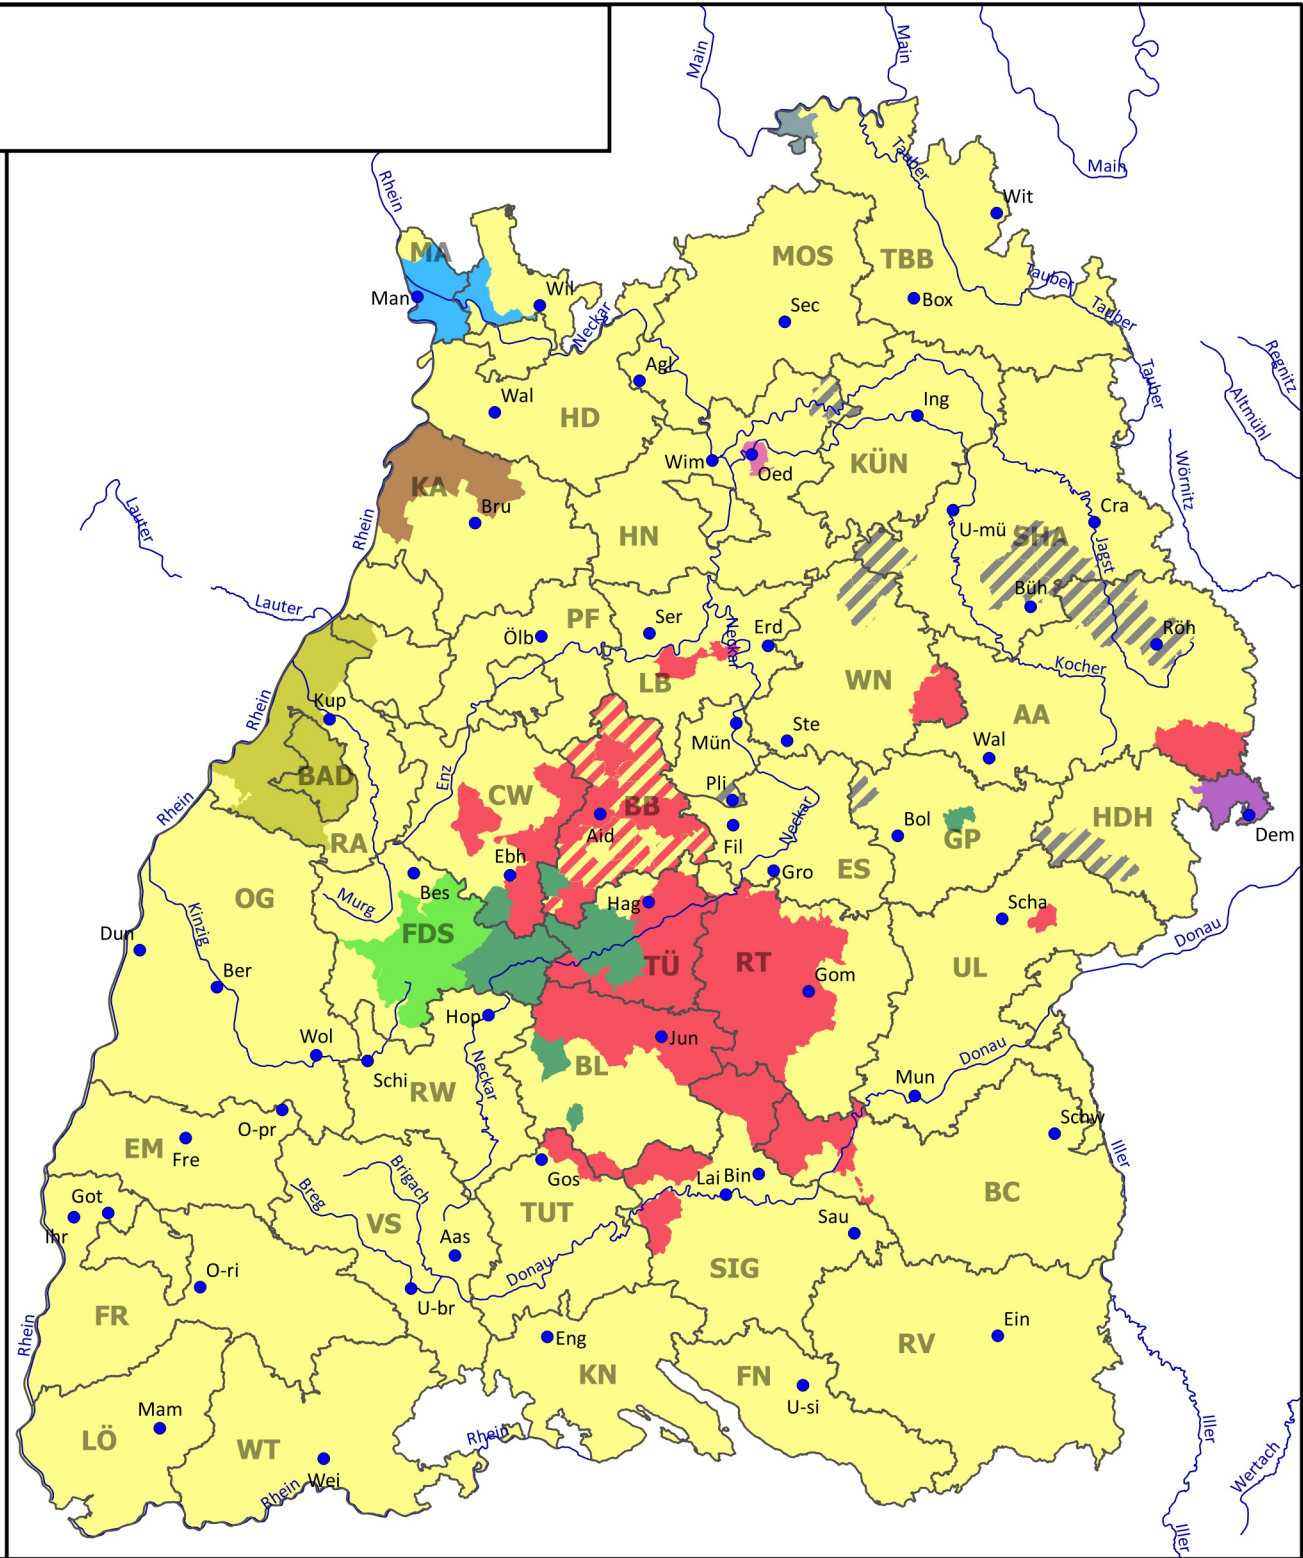 Main
Main
Main
Tauber
Rhein
Wit
MA
MOS
TBB
Tauber
Man
Wil
Box
Sec
Neckar
Tauber
Regnitz
Agl
Tauber
Altmühl
Wal
HD
Ing
Wim
Oed
KÜN
Wörnitz
KA
Bru
Lauter
Rhein
HN
U-mü
SHA
Cra
Jagst
Büh
Lauter
PF
Ser
Erd
Neckar
Röh
Ölb
Kocher
LB
WN
Rhein
Kup
AA
Mün
Ste
Wal
BAD
Enz
CW
Pli
Rhein
BB
Neckar
Bol
HDH
Aid
Fil
GP
Dem
RA
Ebh
ES
Gro
Bes
OG
Murg
Hag
Scha
Kinzig
FDS
Donau
Dun
TÜ
RT
UL
Ber
Gom
Hop
Wol
Jun
Donau
Schi
Neckar
BL
RW
Mun
Schw
O-pr
EM
Fre
Iller
Gos
Lai
Bin
Brigach
Breg
BC
Got
Ihr
VS
TUT
Sau
Aas
O-ri
Donau
SIG
U-br
FR
Rhein
Eng
Ein
KN
FN
RV
U-si
Mam
LÖ
WT
Rhein
Iller
Wei
Rhein
Wertach
Iller